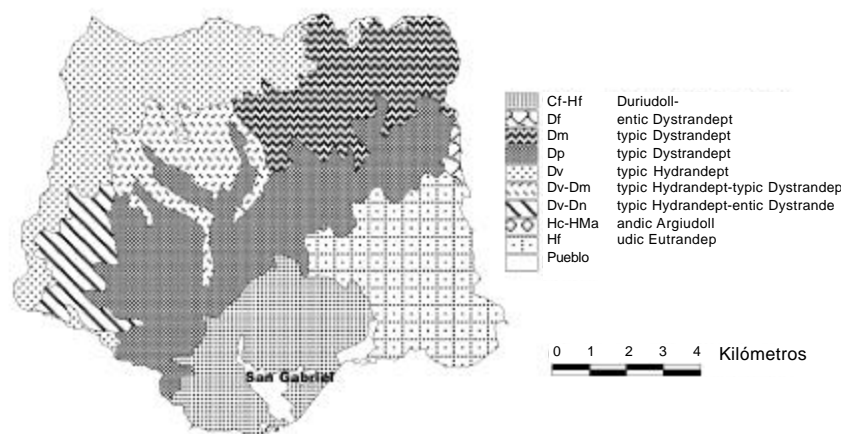 Cf-Hf Duriudoll-
Df entic Dystrandept
Dm typic Dystrandept
Dp typic Dystrandept
Dv typic Hydrandept
Dv-Dm typic Hydrandept-typic Dystrandep
Dv-Dn typic Hydrandept-entic Dystrande
Hc-HMa andic Argiudoll
Hf udic Eutrandep
Pueblo
0 1 2 3 4 Kilómetros
San Gabriel